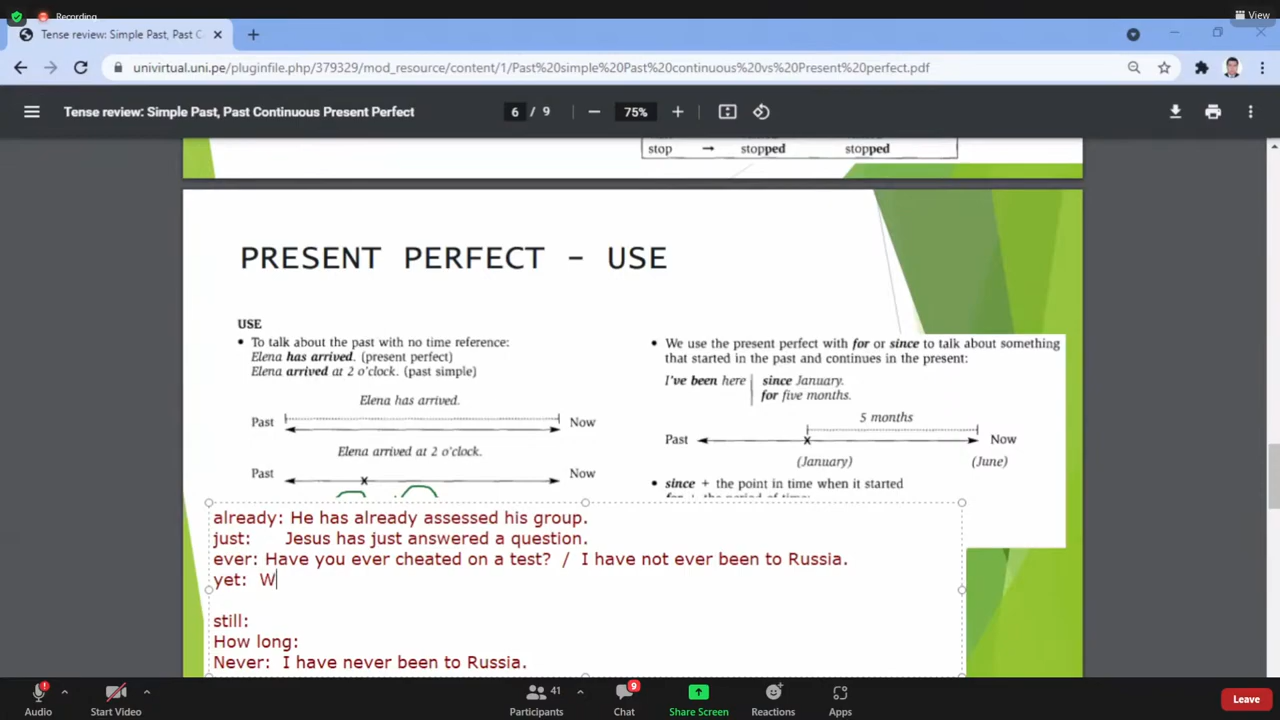 Recording
View
Tense review: Simple Past, Past C
univirtual.uni.pe/pluginfile.php/379329/mod_resource/content/1/Past%20simple%20Past%20continuous%20vs%20Present%20perfect.pdf
Tense review: Simple Past, Past Continuous Present Perfect
6 / 9
75%
stop → stopped stopped
PRESENT PERFECT – USE
USE
• To talk about the past with no time reference:
Elena has arrived. (present perfect)
Elena arrived at 2 o'clock. (past simple)
Elena has arrived.
Past Now
Elena arrived at 2 o'clock.
Past x Now
• We use the present perfect with for or since to talk about something
that started in the past and continues in the present:
I've been here since January.
for five months.
5 months
Past x Now
(January) (June)
• since + the point in time when it started
for + the period of time:
already: He has already assessed his group.
just: Jesus has just answered a question.
ever: Have you ever cheated on a test? / I have not ever been to Russia.
yet: W
still:
How long:
Never: I have never been to Russia.
Audio
Start Video
41
Participants
9
Chat
Share Screen
Reactions
Apps
Leave